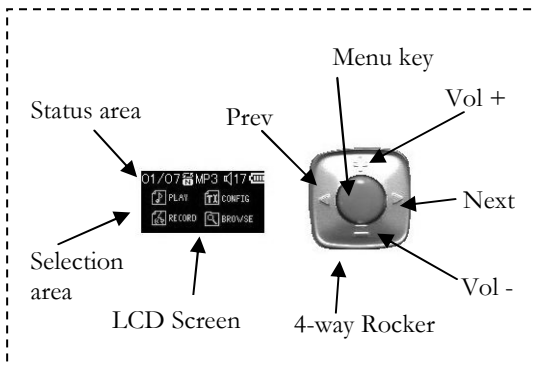 Menu key
Vol +
Status area
Prev
01/07 MP3 17
PLAY
CONFIG
RECORD
BROWSE
Next
Selection
area
Vol -
LCD Screen
4-way Rocker